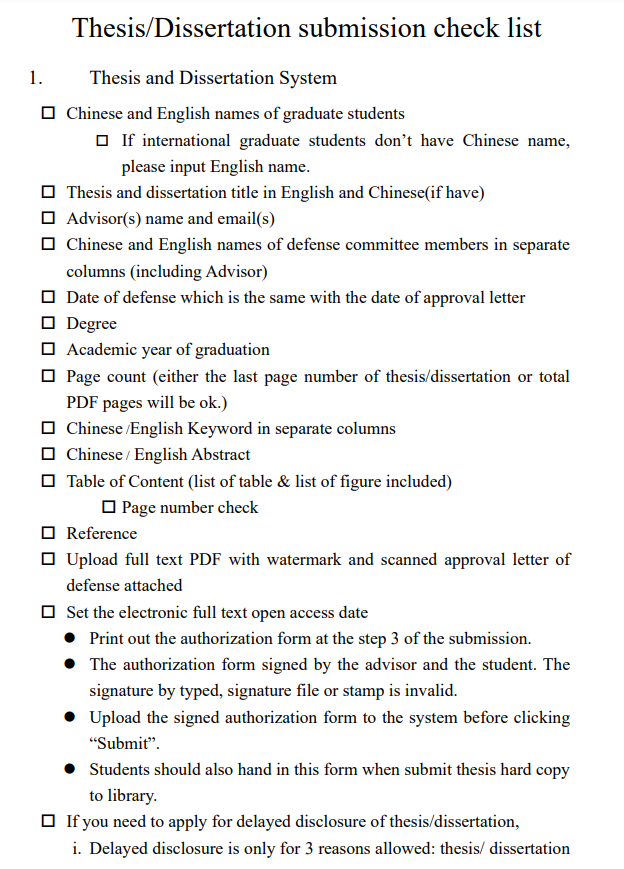 Thesis/Dissertation submission check list
1. Thesis and Dissertation System
Chinese and English names of graduate students
If international graduate students don’t have Chinese name,
please input English name.
Thesis and dissertation title in English and Chinese(if have)
Advisor(s) name and email(s)
Chinese and English names of defense committee members in separate
columns (including Advisor)
Date of defense which is the same with the date of approval letter
Degree
Academic year of graduation
Page count (either the last page number of thesis/dissertation or total
PDF pages will be ok.)
Chinese /English Keyword in separate columns
Chinese / English Abstract
Table of Content (list of table & list of figure included)
Page number check
Reference
Upload full text PDF with watermark and scanned approval letter of
defense attached
Set the electronic full text open access date
● Print out the authorization form at the step 3 of the submission.
● The authorization form signed by the advisor and the student. The
signature by typed, signature file or stamp is invalid.
● Upload the signed authorization form to the system before clicking
“Submit”.
● Students should also hand in this form when submit thesis hard copy
to library.
If you need to apply for delayed disclosure of thesis/dissertation,
i. Delayed disclosure is only for 3 reasons allowed: thesis/ dissertation